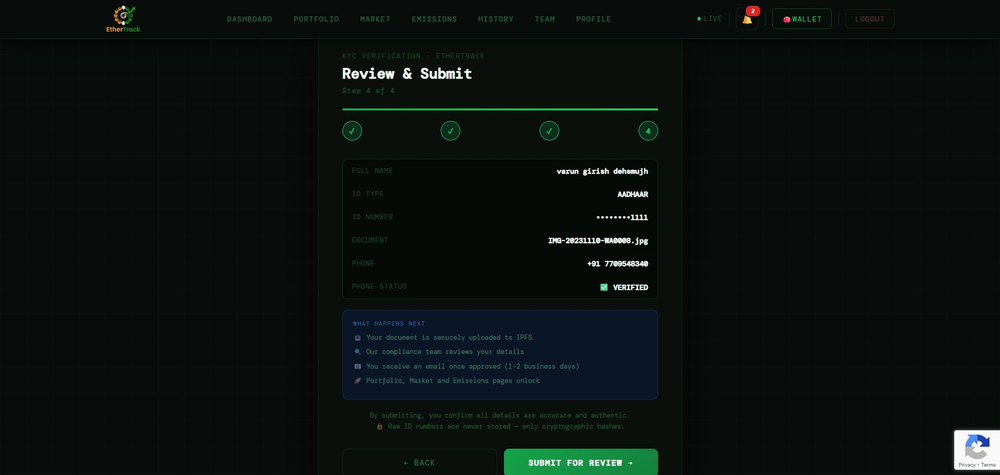 EtherTrack
DASHBOARD PORTFOLIO MARKET EMISSIONS HISTORY TEAM PROFILE
LIVE
2
WALLET
LOGOUT
KYC VERIFICATION · ETHERTRACK
Review & Submit
Step 4 of 4
✓ ✓ ✓ 4
FULL NAME varun girish dehsmujh
ID TYPE AADHAAR
ID NUMBER ••••••••1111
DOCUMENT IMG-20231110-WA0008.jpg
PHONE +91 7709548340
PHONE STATUS ✅ VERIFIED
WHAT HAPPENS NEXT
Your document is securely uploaded to IPFS
Our compliance team reviews your details
You receive an email once approved (1–2 business days)
Portfolio, Market and Emissions pages unlock
By submitting, you confirm all details are accurate and authentic.
🔒 Raw ID numbers are never stored — only cryptographic hashes.
← BACK
SUBMIT FOR REVIEW →
Privacy - Terms